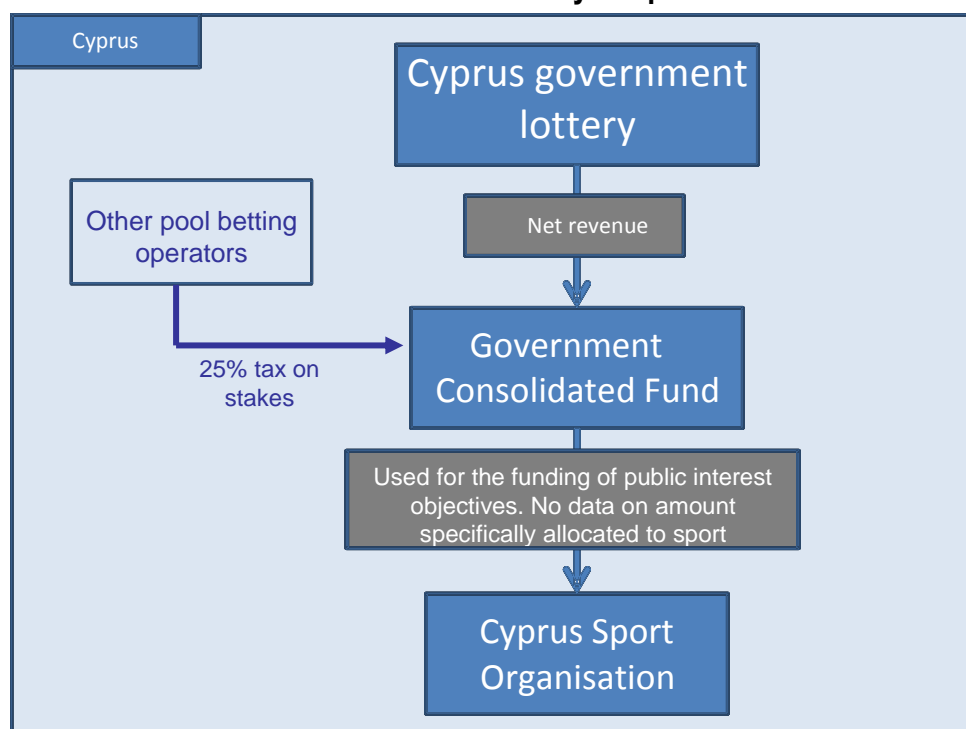 Cyprus
Cyprus government
lottery
Net revenue
Other pool betting
operators
25% tax on
stakes
Government
Consolidated Fund
Used for the funding of public interest
objectives. No data on amount
specifically allocated to sport
Cyprus Sport
Organisation